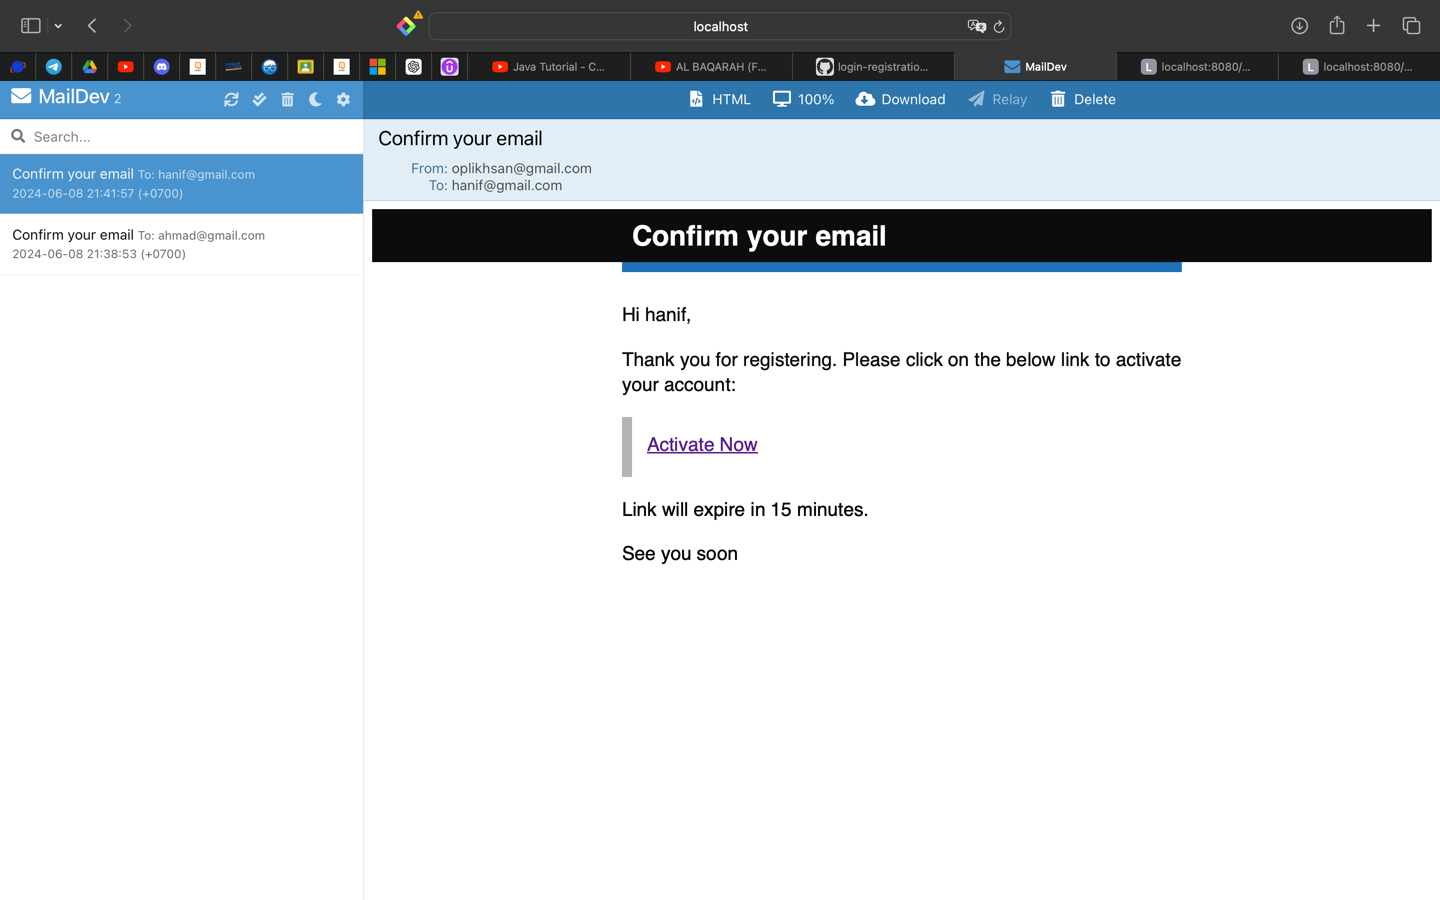 localhost
Java Tutorial - C...
AL BAQARAH (F...
login-registratio...
MailDev
L localhost:8080/...
L localhost:8080/...
MailDev 2
HTML
100%
Download
Relay
Delete
Search...
Confirm your email To: hanif@gmail.com
2024-06-08 21:41:57 (+0700)
Confirm your email To: ahmad@gmail.com
2024-06-08 21:38:53 (+0700)
Confirm your email
From: oplikhsan@gmail.com
To: hanif@gmail.com
Confirm your email
Hi hanif,
Thank you for registering. Please click on the below link to activate
your account:
Activate Now
Link will expire in 15 minutes.
See you soon